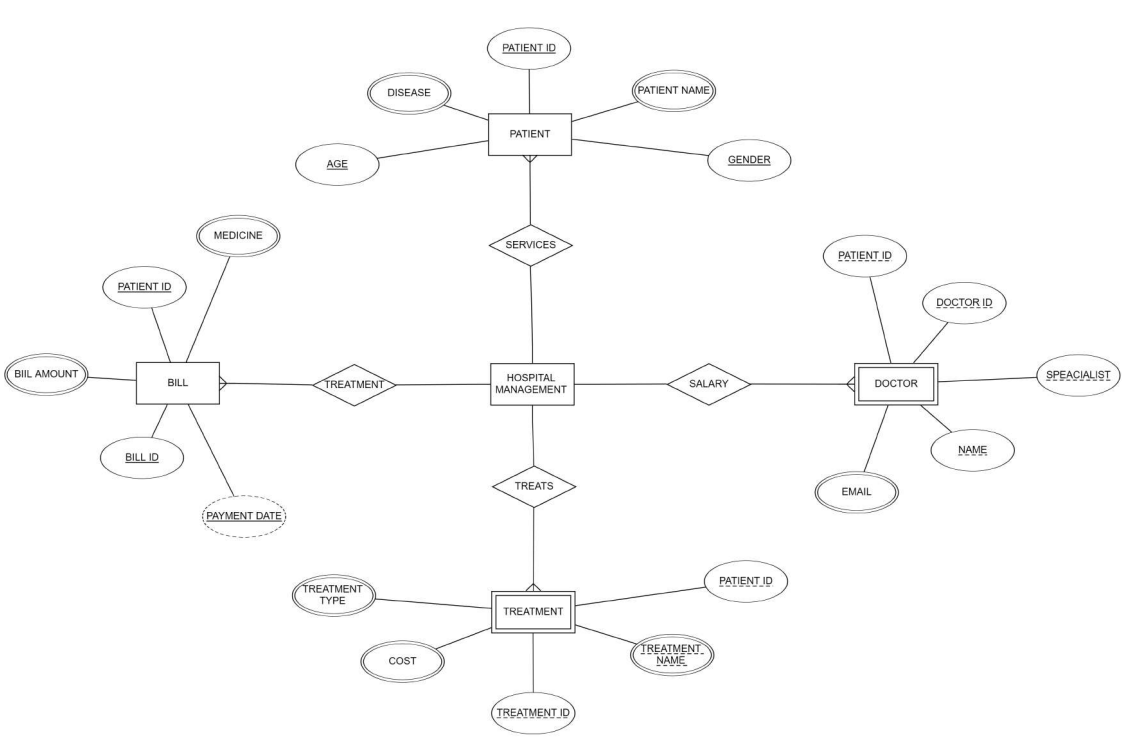 PATIENT ID
DISEASE
PATIENT NAME
PATIENT
AGE
GENDER
MEDICINE
SERVICES
PATIENT ID
PATIENT ID
DOCTOR ID
BIIL AMOUNT
BILL
TREATMENT
HOSPITAL
MANAGEMENT
SALARY
DOCTOR
SPEACIALIST
BILL ID
NAME
TREATS
EMAIL
PAYMENT DATE
TREATMENT
TYPE
PATIENT ID
TREATMENT
COST
TREATMENT
NAME
TREATMENT ID